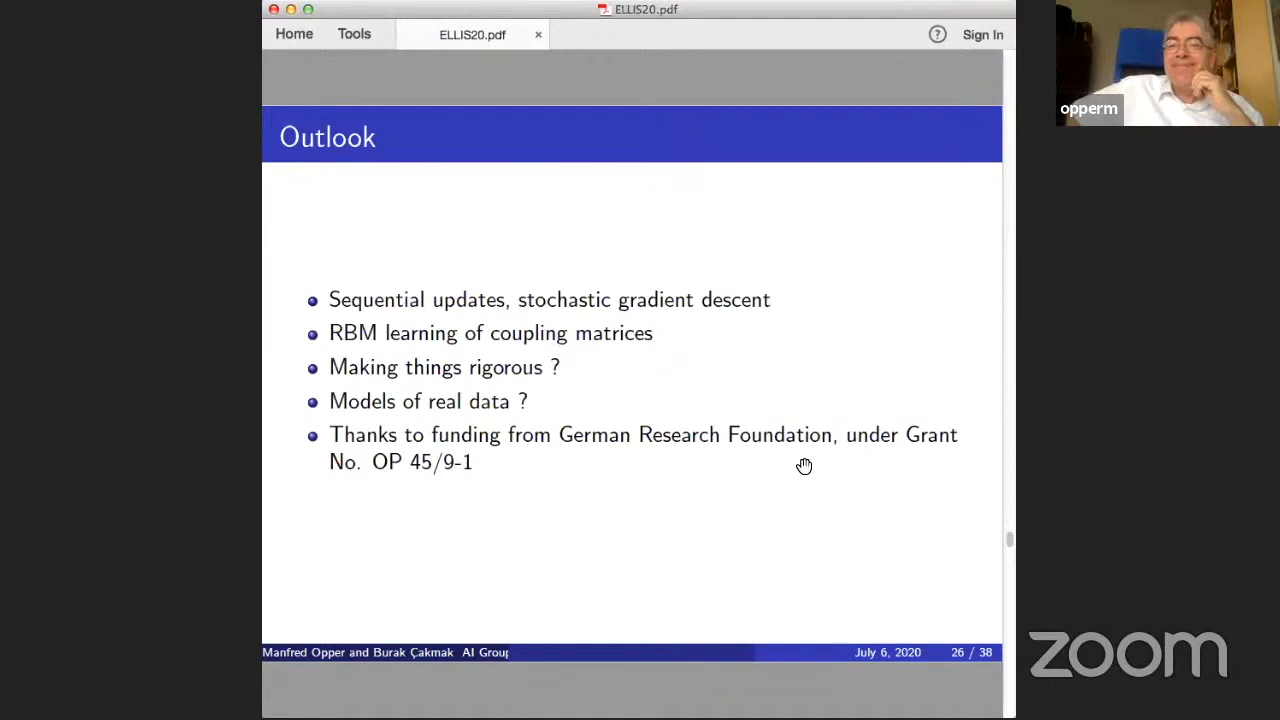 ELLIS20.pdf
Home Tools ELLIS20.pdf × ? Sign In
opperm
Outlook
Sequential updates, stochastic gradient descent
RBM learning of coupling matrices
Making things rigorous ?
Models of real data ?
Thanks to funding from German Research Foundation, under Grant
No. OP 45/9-1
Manfred Opper and Burak Çakmak AI Group July 6, 2020 26 / 38
zoom